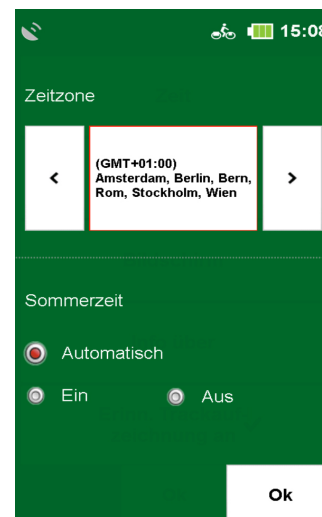 15:08
Zeitzone
(GMT+01:00)
Amsterdam, Berlin, Bern,
Rom, Stockholm, Wien
Sommerzeit
Automatisch
Ein Aus
Ok